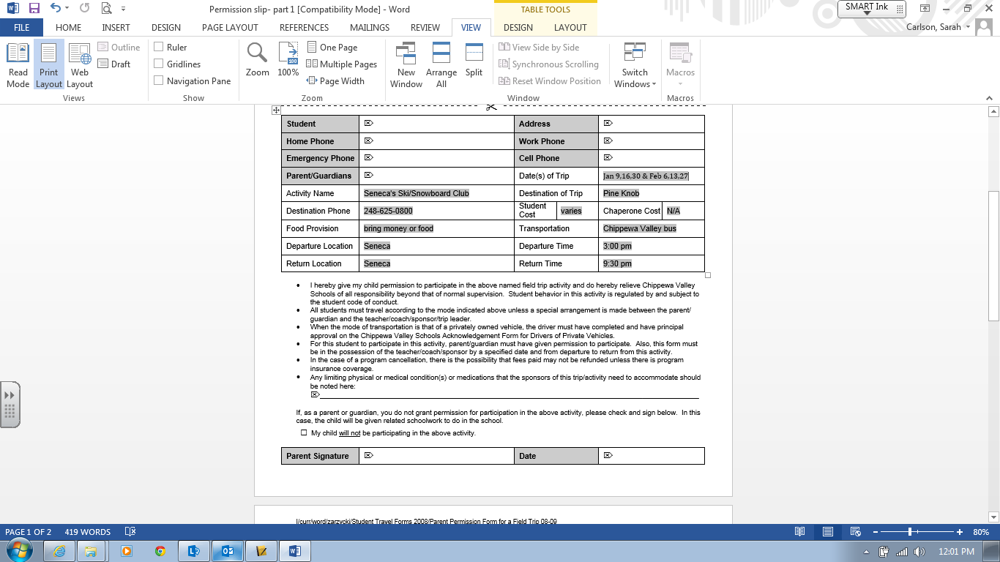 Permission slip- part 1 [Compatibility Mode] - Word
TABLE TOOLS
SMART Ink
FILE HOME INSERT DESIGN PAGE LAYOUT REFERENCES MAILINGS REVIEW VIEW DESIGN LAYOUT
Carlson, Sarah
Read Mode
Print Layout
Web Layout
Outline
Draft
Views
Ruler
Gridlines
Navigation Pane
Show
Zoom
100
100%
One Page
Multiple Pages
Page Width
Zoom
New Window
Arrange All
Split
View Side by Side
Synchronous Scrolling
Reset Window Position
Window
Switch Windows
Macros
Macros
Student Address
Home Phone Work Phone
Emergency Phone Cell Phone
Parent/Guardians Date(s) of Trip Jan 9,16,30 & Feb 6,13,27
Activity Name Seneca's Ski/Snowboard Club Destination of Trip Pine Knob
Destination Phone 248-625-0800 Student Cost varies Chaperone Cost N/A
Food Provision bring money or food Transportation Chippewa Valley bus
Departure Location Seneca Departure Time 3:00 pm
Return Location Seneca Return Time 9:30 pm
• I hereby give my child permission to participate in the above named field trip activity and do hereby relieve Chippewa Valley
Schools of all responsibility beyond that of normal supervision. Student behavior in this activity is regulated by and subject to
the student code of conduct.
• All students must travel according to the mode indicated above unless a special arrangement is made between the parent/
guardian and the teacher/coach/sponsor/trip leader.
• When the mode of transportation is that of a privately owned vehicle, the driver must have completed and have principal
approval on the Chippewa Valley Schools Acknowledgement Form for Drivers of Private Vehicles.
• For this student to participate in this activity, parent/guardian must have given permission to participate. Also, this form must
be in the possession of the teacher/coach/sponsor by a specified date and from departure to return from this activity.
• In the case of a program cancellation, there is the possibility that fees paid may not be refunded unless there is program
insurance coverage.
• Any limiting physical or medical condition(s) or medications that the sponsors of this trip/activity need to accommodate should
be noted here:
If, as a parent or guardian, you do not grant permission for participation in the above activity, please check and sign below. In this
case, the child will be given related schoolwork to do in the school.
☐ My child will not be participating in the above activity.
Parent Signature Date
I/curr/word/zarzycki/Student Travel Forms 2008/Parent Permission Form for a Field Trip 08-09
PAGE 1 OF 2 419 WORDS
80%
12:01 PM